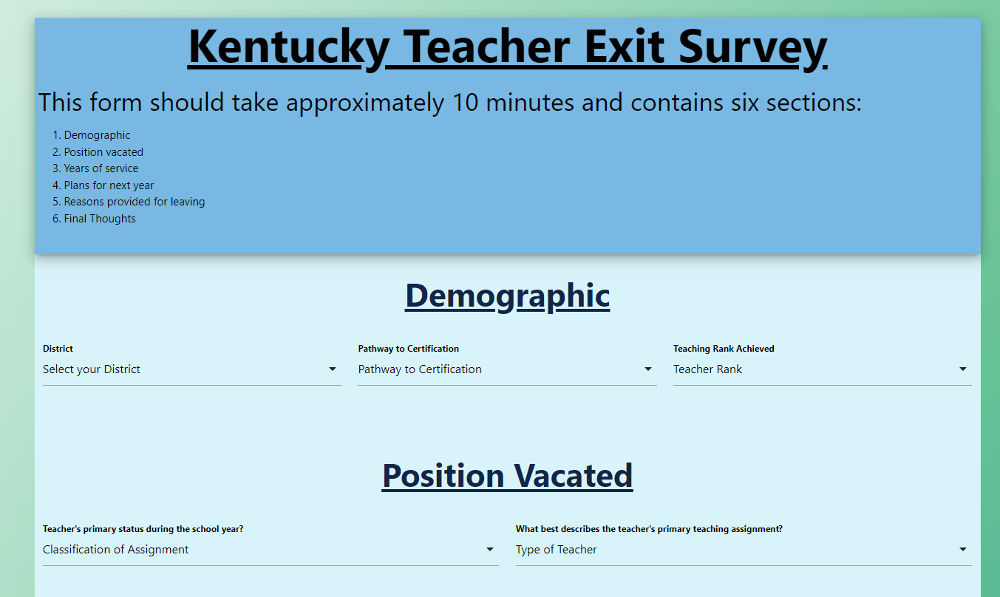 Kentucky Teacher Exit Survey
This form should take approximately 10 minutes and contains six sections:
1. Demographic
2. Position vacated
3. Years of service
4. Plans for next year
5. Reasons provided for leaving
6. Final Thoughts
Demographic
District
Select your District
Pathway to Certification
Pathway to Certification
Teaching Rank Achieved
Teacher Rank
Position Vacated
Teacher's primary status during the school year?
Classification of Assignment
What best describes the teacher's primary teaching assignment?
Type of Teacher